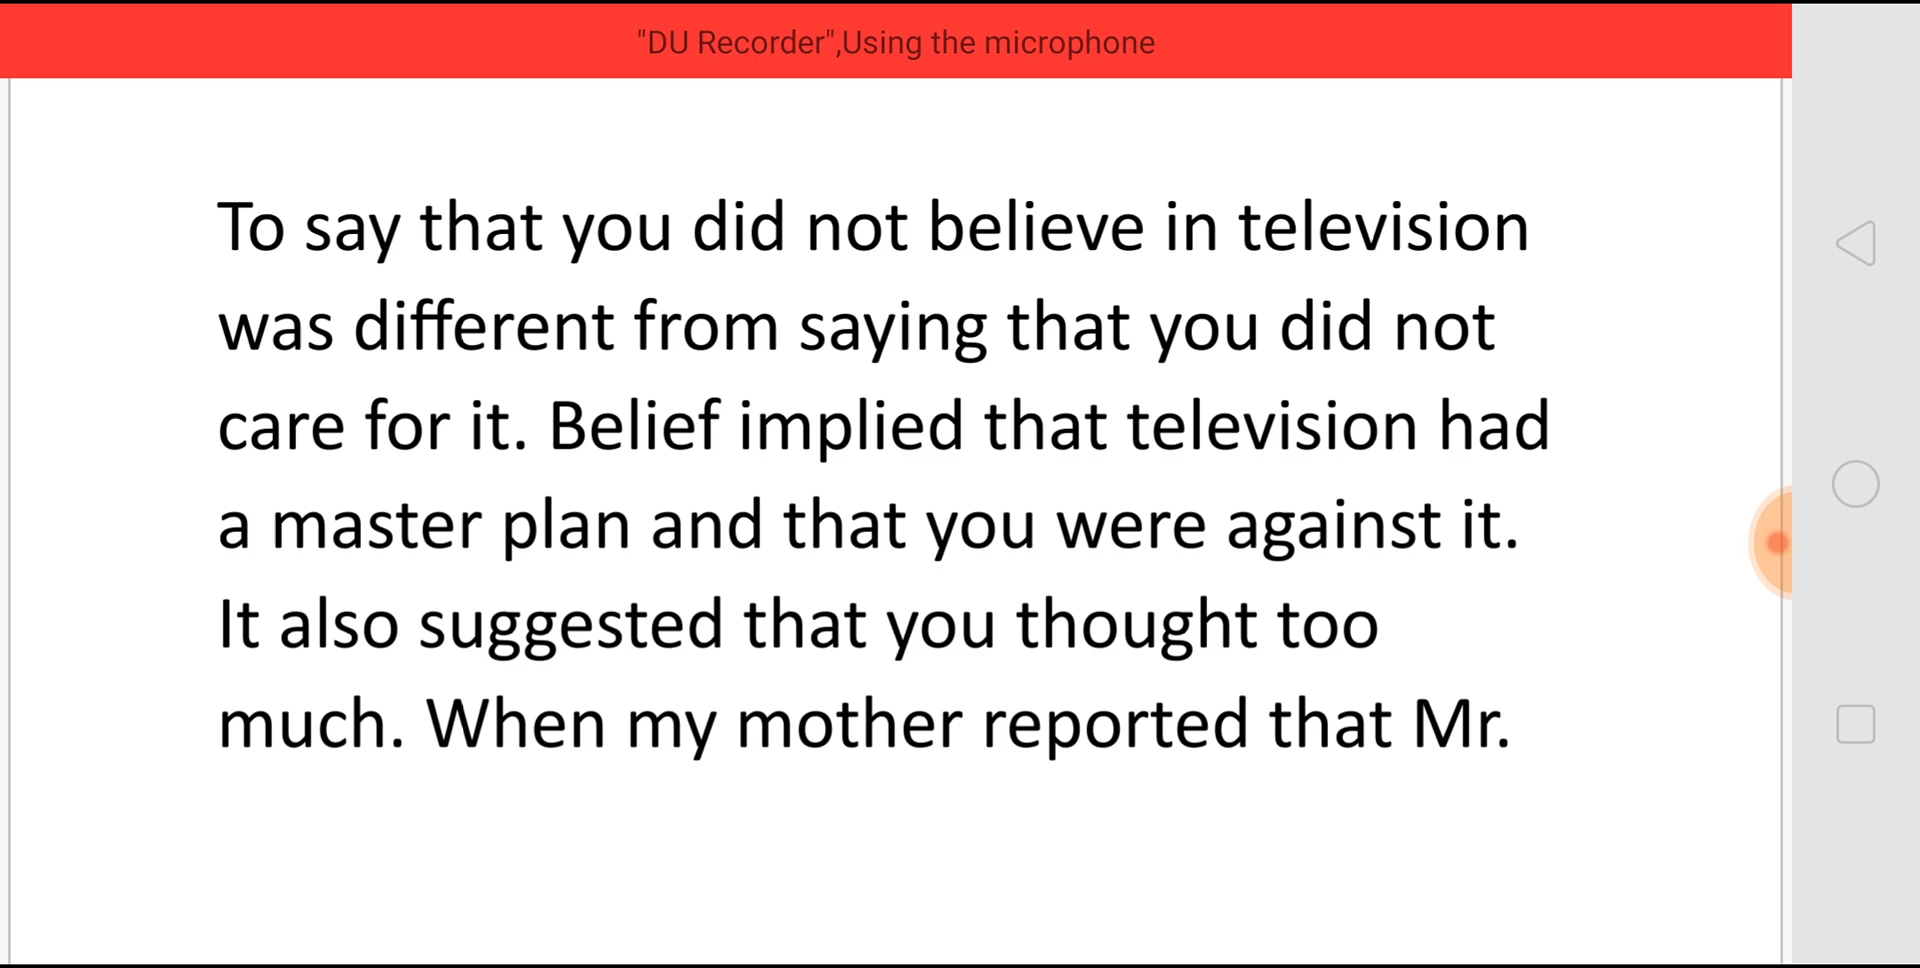 "DU Recorder",Using the microphone
To say that you did not believe in television
was different from saying that you did not
care for it. Belief implied that television had
a master plan and that you were against it.
It also suggested that you thought too
much. When my mother reported that Mr.